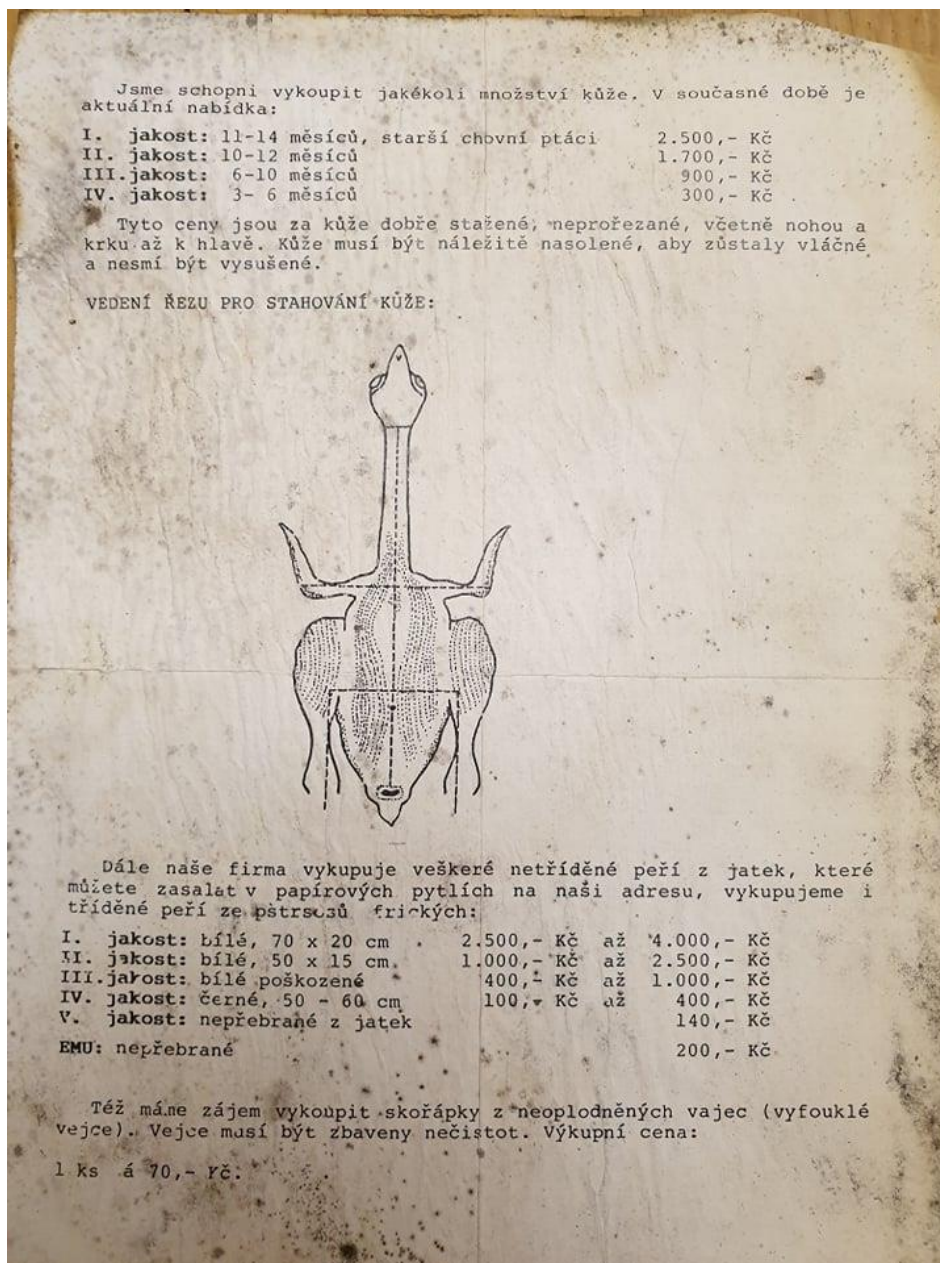 Jsme schopni vykoupit jakékoli množství kůže. V současné době je
aktuální nabídka:
I. jakost: 11-14 měsíců, starší chovní ptáci 2.500,- Kč
II. jakost: 10-12 měsíců 1.700,- Kč
III.jakost: 6-10 měsíců 900,- Kč
IV. jakost: 3- 6 měsíců 300,- Kč
Tyto ceny jsou za kůže dobře stažené, neprořezané, včetně nohou a
krku až k hlavě. Kůže musí být náležitě nasolené, aby zůstaly vláčné
a nesmí být vysušené.
VEDENÍ ŘEZU PRO STAHOVÁNÍ KŮŽE:
Dále naše firma vykupuje veškeré netříděné peří z jatek, které
můžete zasalat v papírových pytlích na naši adresu, vykupujeme i
tříděné peří ze pštrosů frických:
I. jakost: bílé, 70 x 20 cm 2.500,- Kč až 4.000,- Kč
II. jakost: bílé, 50 x 15 cm 1.000,- Kč až 2.500,- Kč
III.jakost: bílé poškozené 400,- Kč až 1.000,- Kč
IV. jakost: černé, 50 - 60 cm 100,- Kč až 400,- Kč
V. jakost: nepřebrané z jatek 140,- Kč
EMU: nepřebrané 200,- Kč
Též máme zájem vykoupit skořápky z neoplodněných vajec (vyfouklé
vejce). Vejce musí být zbaveny nečistot. Výkupní cena:
1 ks á 70,- Kč.